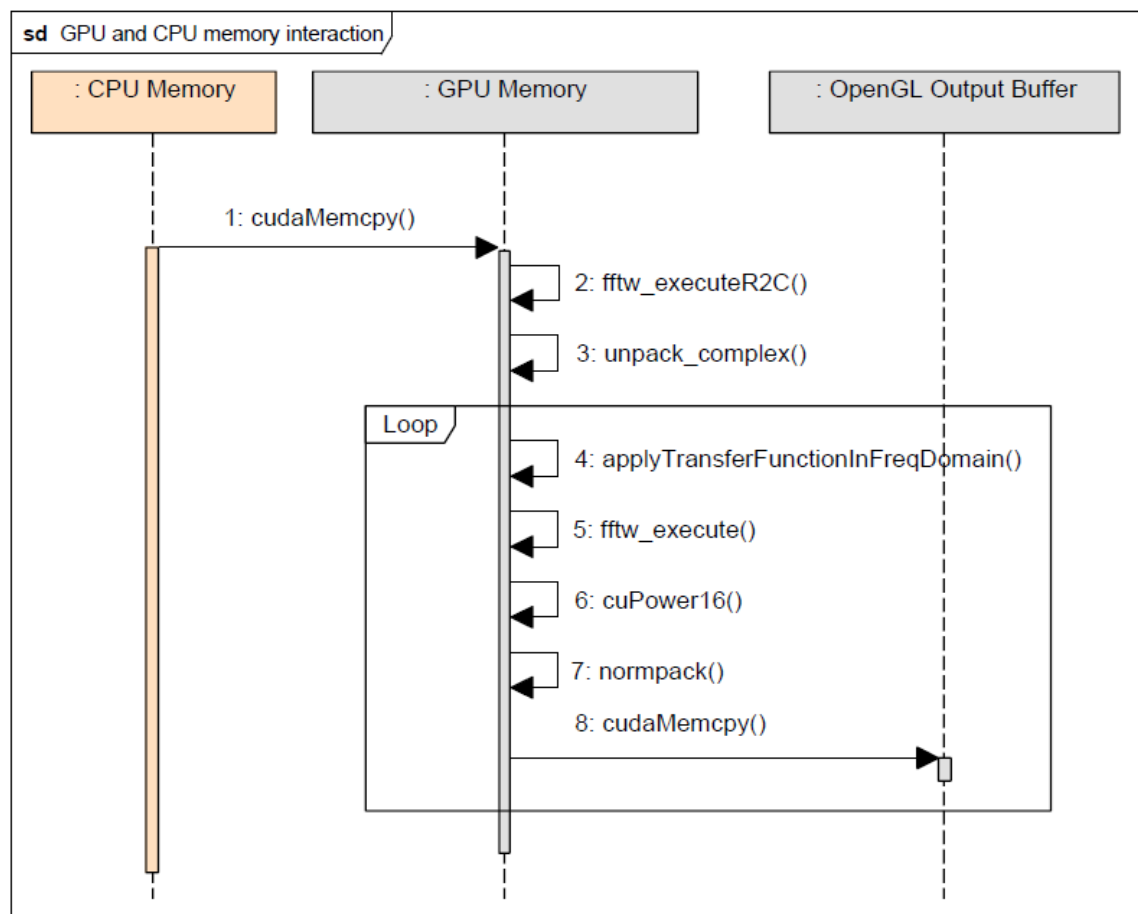 sd GPU and CPU memory interaction
: CPU Memory
: GPU Memory
: OpenGL Output Buffer
1: cudaMemcpy()
2: fftw_executeR2C()
3: unpack_complex()
Loop
4: applyTransferFunctionInFreqDomain()
5: fftw_execute()
6: cuPower16()
7: normpack()
8: cudaMemcpy()